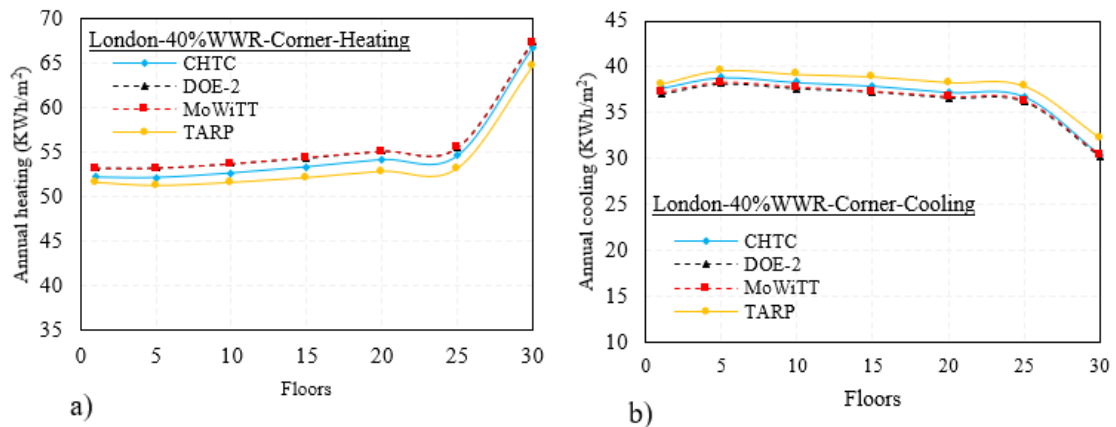 70
65
60
55
50
45
40
35
Annual heating (KWh/m²)
London-40%WWR-Corner-Heating
CHTC
DOE-2
MoWiTT
TARP
0 5 10 15 20 25 30
Floors
a)
45
40
35
30
25
20
15
10
Annual cooling (KWh/m²)
London-40%WWR-Corner-Cooling
CHTC
DOE-2
MoWiTT
TARP
0 5 10 15 20 25 30
Floors
b)